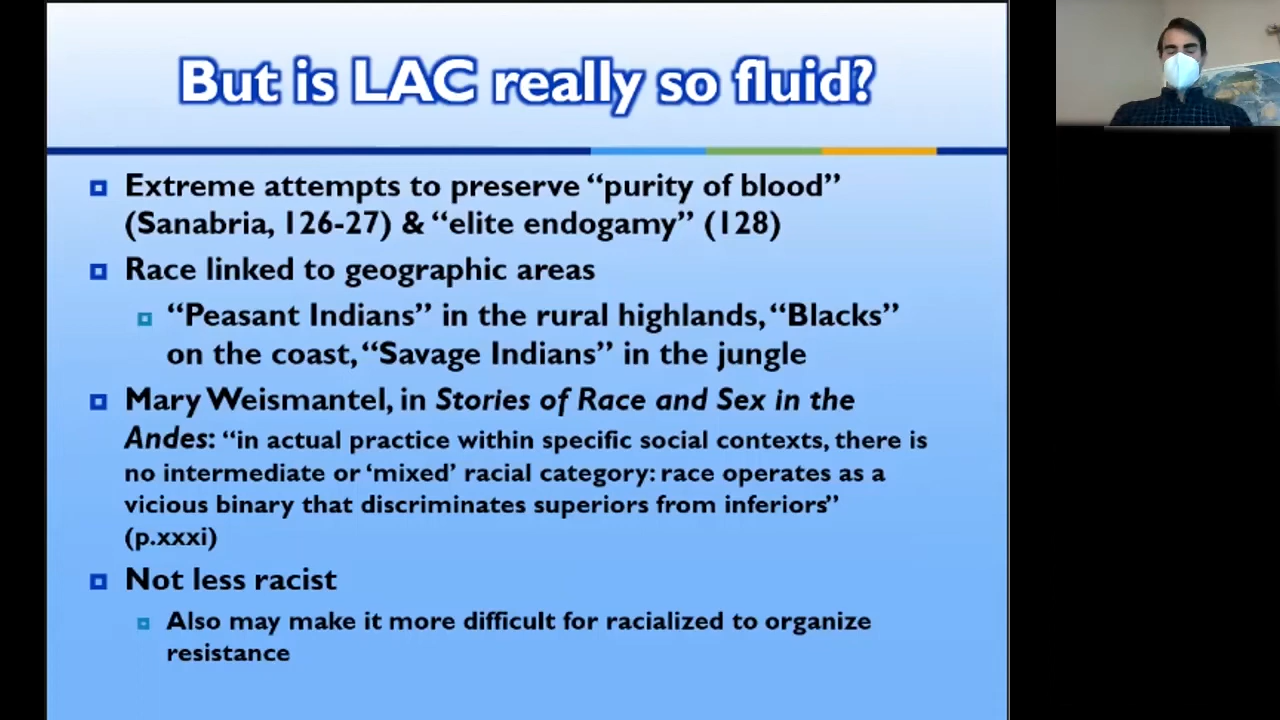 But is LAC really so fluid?
Extreme attempts to preserve “purity of blood”
(Sanabria, 126-27) & “elite endogamy” (128)
Race linked to geographic areas
“Peasant Indians” in the rural highlands, “Blacks”
on the coast, “Savage Indians” in the jungle
Mary Weismantel, in Stories of Race and Sex in the
Andes: “in actual practice within specific social contexts, there is
no intermediate or ‘mixed’ racial category: race operates as a
vicious binary that discriminates superiors from inferiors”
(p.xxxi)
Not less racist
Also may make it more difficult for racialized to organize
resistance